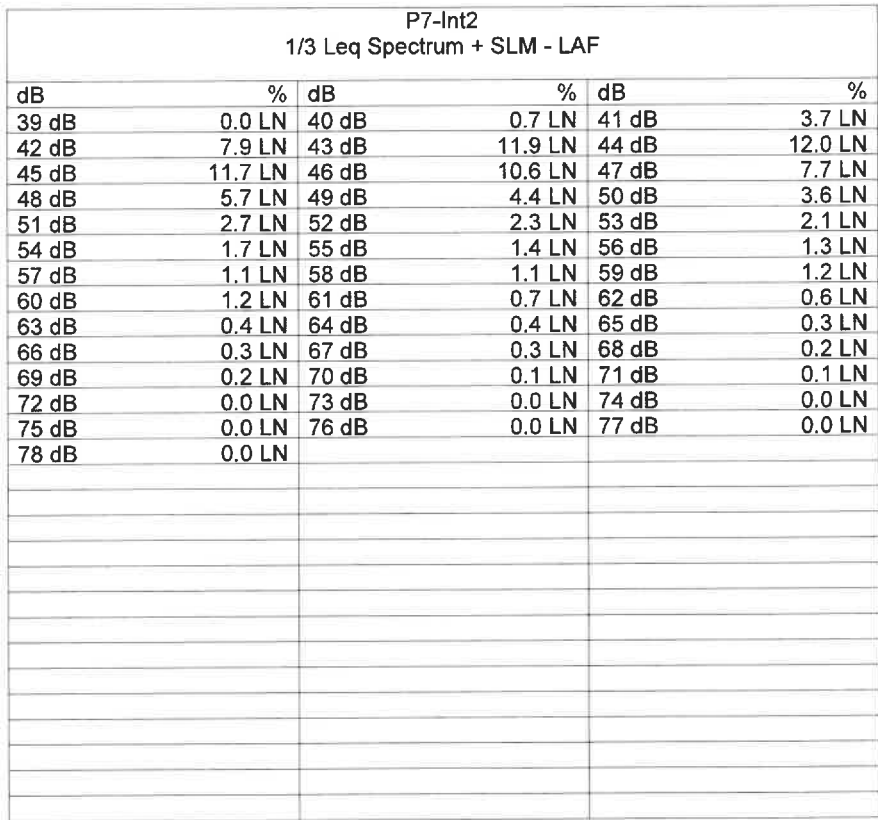 P7-Int2
1/3 Leq Spectrum + SLM - LAF
dB % dB % dB %
39 dB 0.0 LN 40 dB 0.7 LN 41 dB 3.7 LN
42 dB 7.9 LN 43 dB 11.9 LN 44 dB 12.0 LN
45 dB 11.7 LN 46 dB 10.6 LN 47 dB 7.7 LN
48 dB 5.7 LN 49 dB 4.4 LN 50 dB 3.6 LN
51 dB 2.7 LN 52 dB 2.3 LN 53 dB 2.1 LN
54 dB 1.7 LN 55 dB 1.4 LN 56 dB 1.3 LN
57 dB 1.1 LN 58 dB 1.1 LN 59 dB 1.2 LN
60 dB 1.2 LN 61 dB 0.7 LN 62 dB 0.6 LN
63 dB 0.4 LN 64 dB 0.4 LN 65 dB 0.3 LN
66 dB 0.3 LN 67 dB 0.3 LN 68 dB 0.2 LN
69 dB 0.2 LN 70 dB 0.1 LN 71 dB 0.1 LN
72 dB 0.0 LN 73 dB 0.0 LN 74 dB 0.0 LN
75 dB 0.0 LN 76 dB 0.0 LN 77 dB 0.0 LN
78 dB 0.0 LN